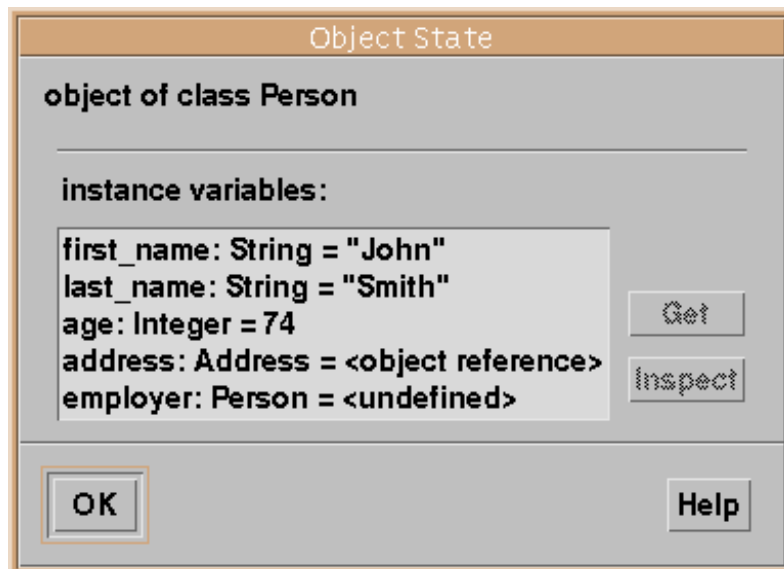 Object State
object of class Person
instance variables:
first_name: String = "John"
last_name: String = "Smith"
age: Integer = 74
address: Address = <object reference>
employer: Person = <undefined>
Get
Inspect
OK
Help